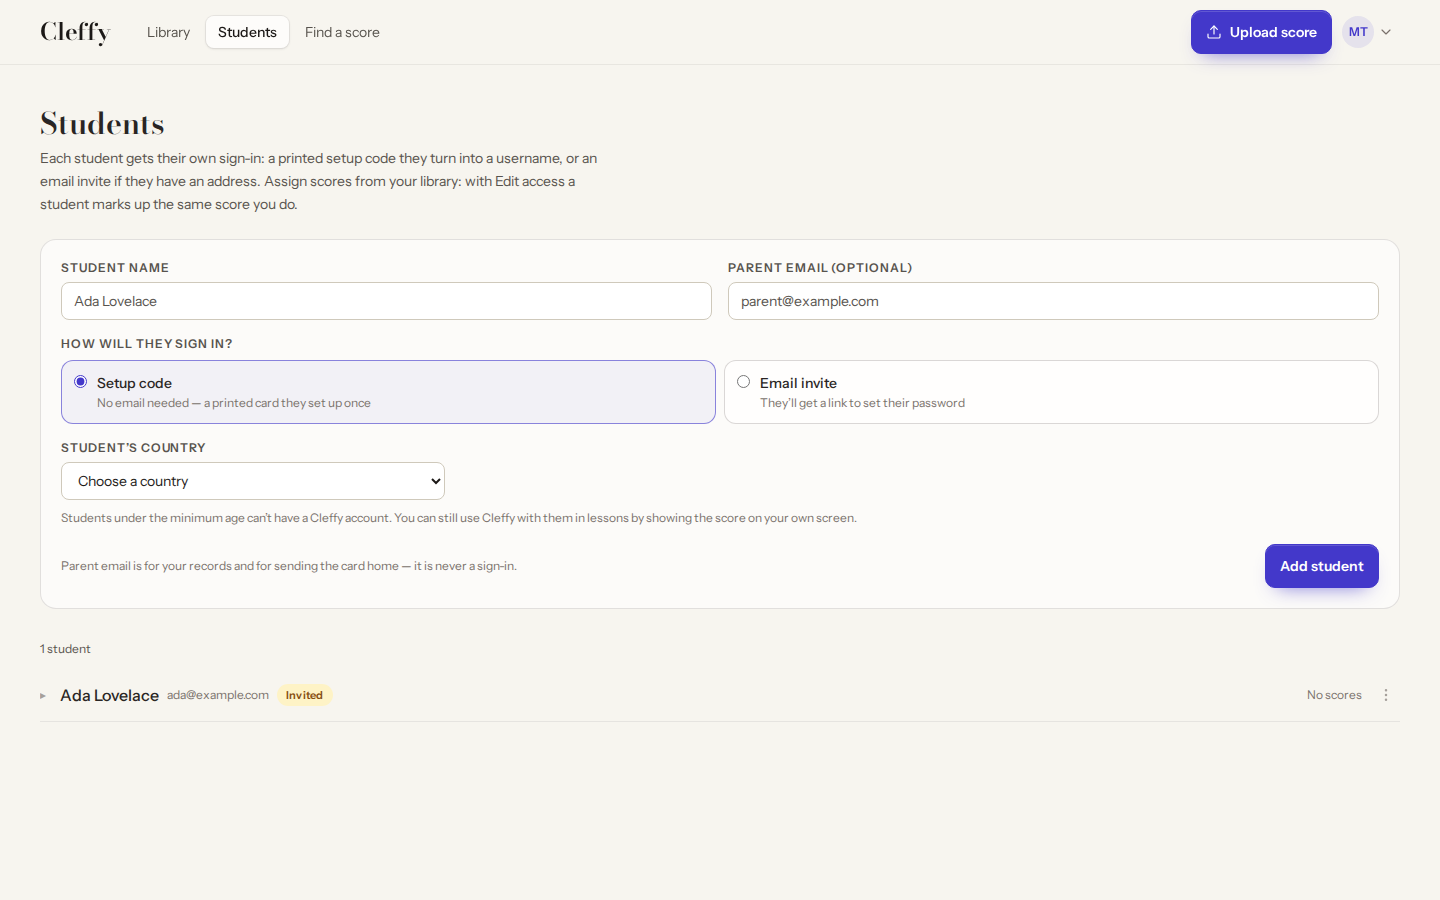 Cleffy
Library
Students
Find a score
Upload score
MT
Students
Each student gets their own sign-in: a printed setup code they turn into a username, or an
email invite if they have an address. Assign scores from your library: with Edit access a
student marks up the same score you do.
STUDENT NAME
PARENT EMAIL (OPTIONAL)
Ada Lovelace
parent@example.com
HOW WILL THEY SIGN IN?
Setup code
No email needed — a printed card they set up once
Email invite
They'll get a link to set their password
STUDENT'S COUNTRY
Choose a country
Students under the minimum age can't have a Cleffy account. You can still use Cleffy with them in lessons by showing the score on your own screen.
Parent email is for your records and for sending the card home — it is never a sign-in.
Add student
1 student
Ada Lovelace ada@example.com Invited
No scores